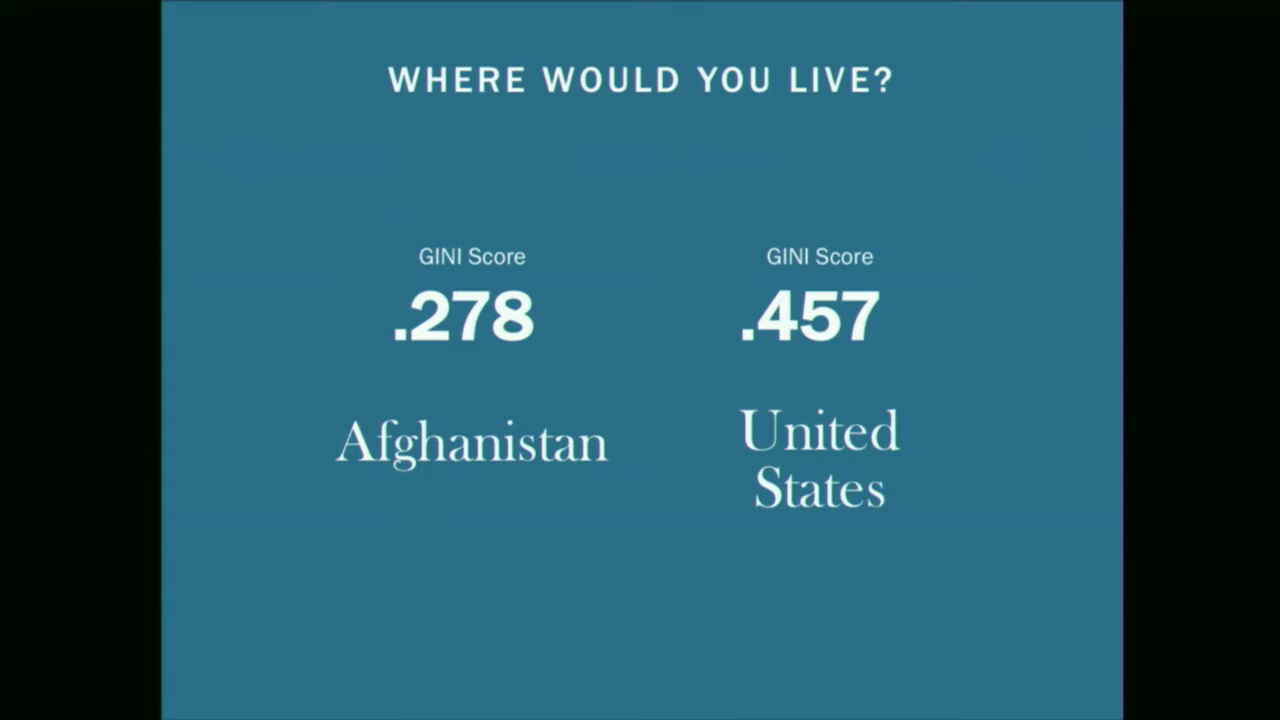 WHERE WOULD YOU LIVE?
GINI Score
.278
Afghanistan
GINI Score
.457
United
States